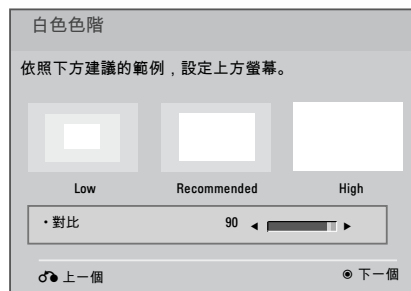 白色色階
依照下方建議的範例，設定上方螢幕。
Low Recommended High
・對比 90 ◄ ►
上一個 ◉ 下一個